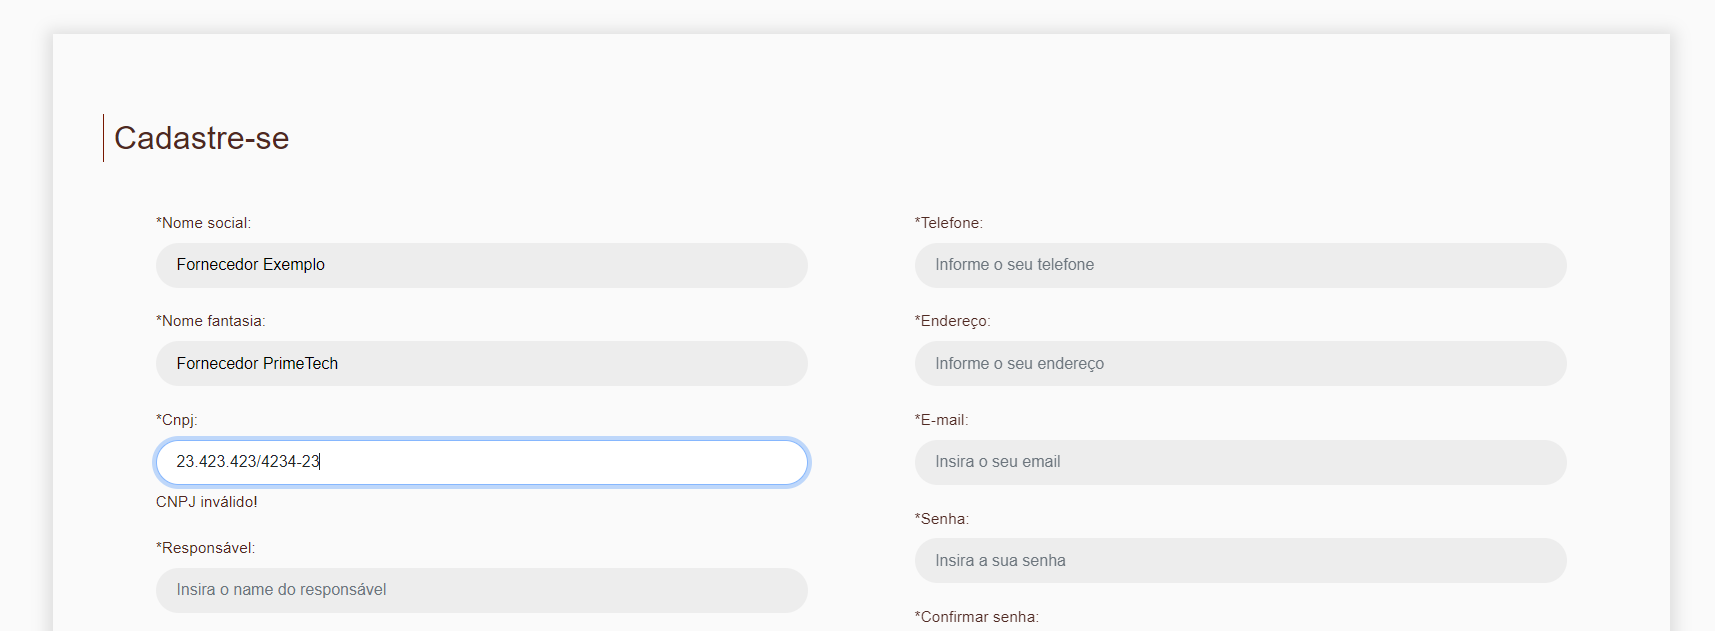 Cadastre-se
*Nome social:
Fornecedor Exemplo
*Nome fantasia:
Fornecedor PrimeTech
*Cnpj:
23.423.423/4234-23
CNPJ inválido!
*Responsável:
Insira o name do responsável
*Telefone:
Informe o seu telefone
*Endereço:
Informe o seu endereço
*E-mail:
Insira o seu email
*Senha:
Insira a sua senha
*Confirmar senha: